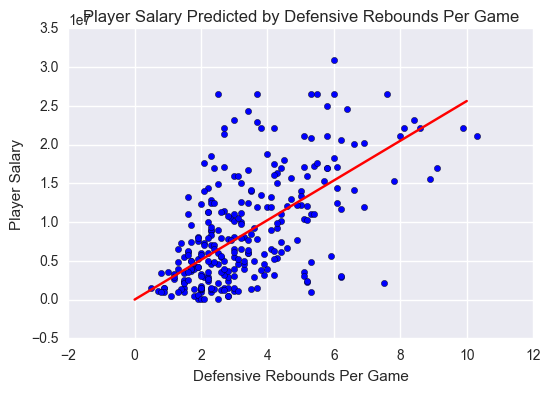 Player Salary Predicted by Defensive Rebounds Per Game
1e7
3.5
3.0
2.5
2.0
1.5
1.0
0.5
0.0
−0.5
Player Salary
−2 0 2 4 6 8 10 12
Defensive Rebounds Per Game